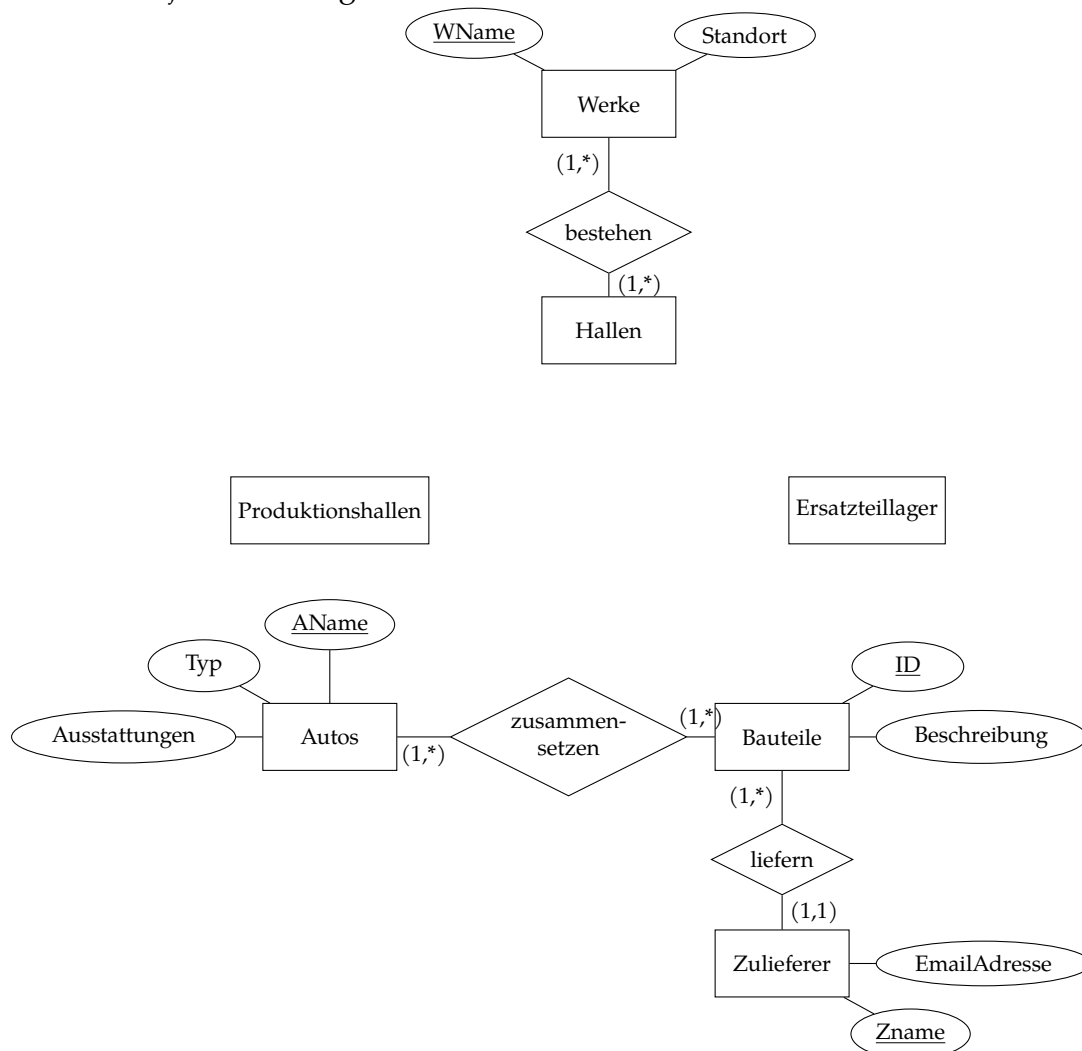 WName
Standort
Werke
(1,*)
bestehen
(1,*)
Hallen
Produktionshallen
Ersatzteillager
AName
Typ
ID
Ausstattungen
Autos
(1,*)
zusammen-
setzen
(1,*)
Bauteile
Beschreibung
(1,*)
liefern
(1,1)
Zulieferer
EmailAdresse
Zname